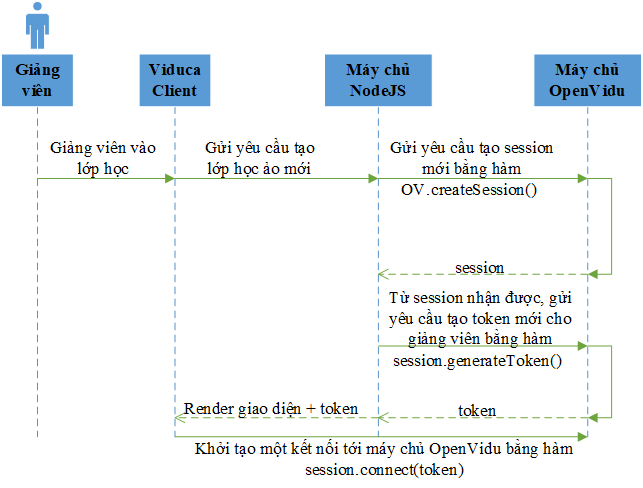 Giảng
viên
Viduca
Client
Máy chủ
NodeJS
Máy chủ
OpenVidu
Giảng viên vào
lớp học
Gửi yêu cầu tạo
lớp học ảo mới
Gửi yêu cầu tạo session
mới bằng hàm
OV.createSession()
session
Từ session nhận được, gửi
yêu cầu tạo token mới cho
giảng viên bằng hàm
session.generateToken()
Render giao diện + token
token
Khởi tạo một kết nối tới máy chủ OpenVidu bằng hàm
session.connect(token)